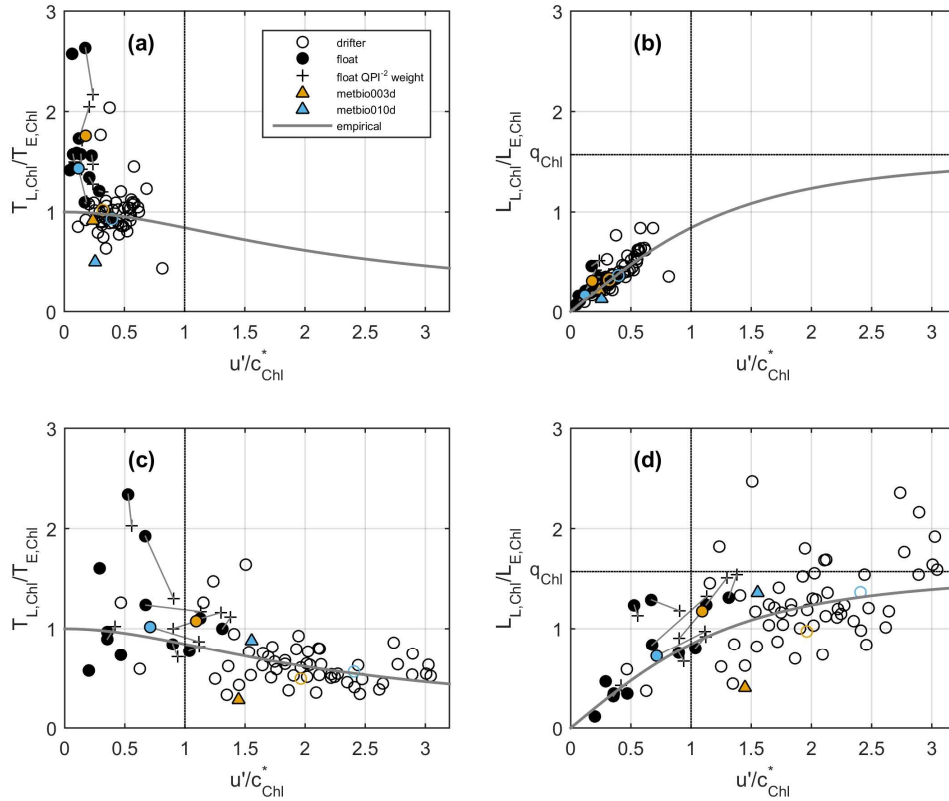 (a)
3
2
1
0
T_L,Chl/T_E,Chl
0 0.5 1 1.5 2 2.5 3
u'/c*_Chl
drifter
float
float QPI^-2 weight
metbio003d
metbio010d
empirical
(b)
3
2
q_Chl
1
0
L_L,Chl/L_E,Chl
0 0.5 1 1.5 2 2.5 3
u'/c*_Chl
(c)
3
2
1
0
T_L,Chl/T_E,Chl
0 0.5 1 1.5 2 2.5 3
u'/c*_Chl
(d)
3
2
q_Chl
1
0
L_L,Chl/L_E,Chl
0 0.5 1 1.5 2 2.5 3
u'/c*_Chl